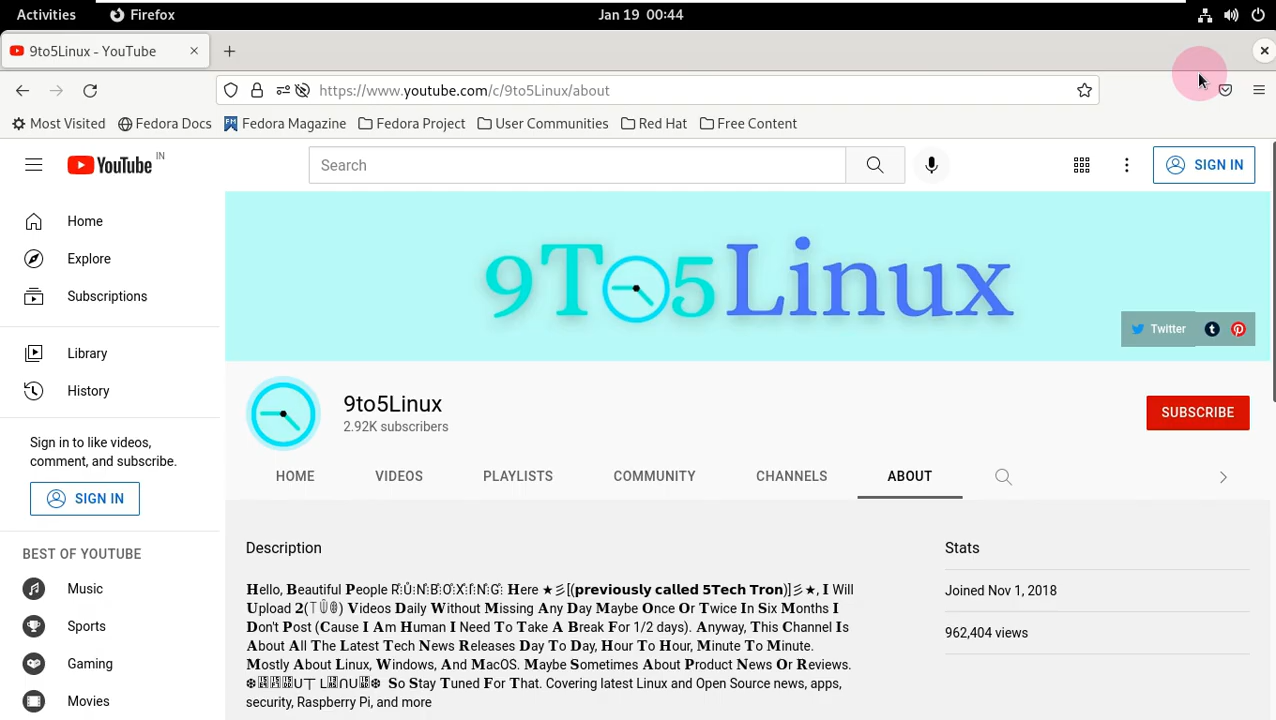 Activities Firefox Jan 19 00:44
9to5Linux - YouTube
https://www.youtube.com/c/9to5Linux/about
Most Visited Fedora Docs Fedora Magazine Fedora Project User Communities Red Hat Free Content
YouTube IN Search SIGN IN
Home
Explore
Subscriptions
Library
History
Sign in to like videos,
comment, and subscribe.
SIGN IN
BEST OF YOUTUBE
Music
Sports
Gaming
Movies
9To5Linux
Twitter
9to5Linux
2.92K subscribers
SUBSCRIBE
HOME VIDEOS PLAYLISTS COMMUNITY CHANNELS ABOUT
Description
Hello, Beautiful People UNBOXING Here ★彡[(previously called 5Tech Tron)]彡★, I Will
Upload 2 Videos Daily Without Missing Any Day Maybe Once Or Twice In Six Months I
Don't Post (Cause I Am Human I Need To Take A Break For 1/2 days). Anyway, This Channel Is
About All The Latest Tech News Releases Day To Day, Hour To Hour, Minute To Minute.
Mostly About Linux, Windows, And MacOS. Maybe Sometimes About Product News Or Reviews.
So Stay Tuned For That. Covering latest Linux and Open Source news, apps,
security, Raspberry Pi, and more
Stats
Joined Nov 1, 2018
962,404 views